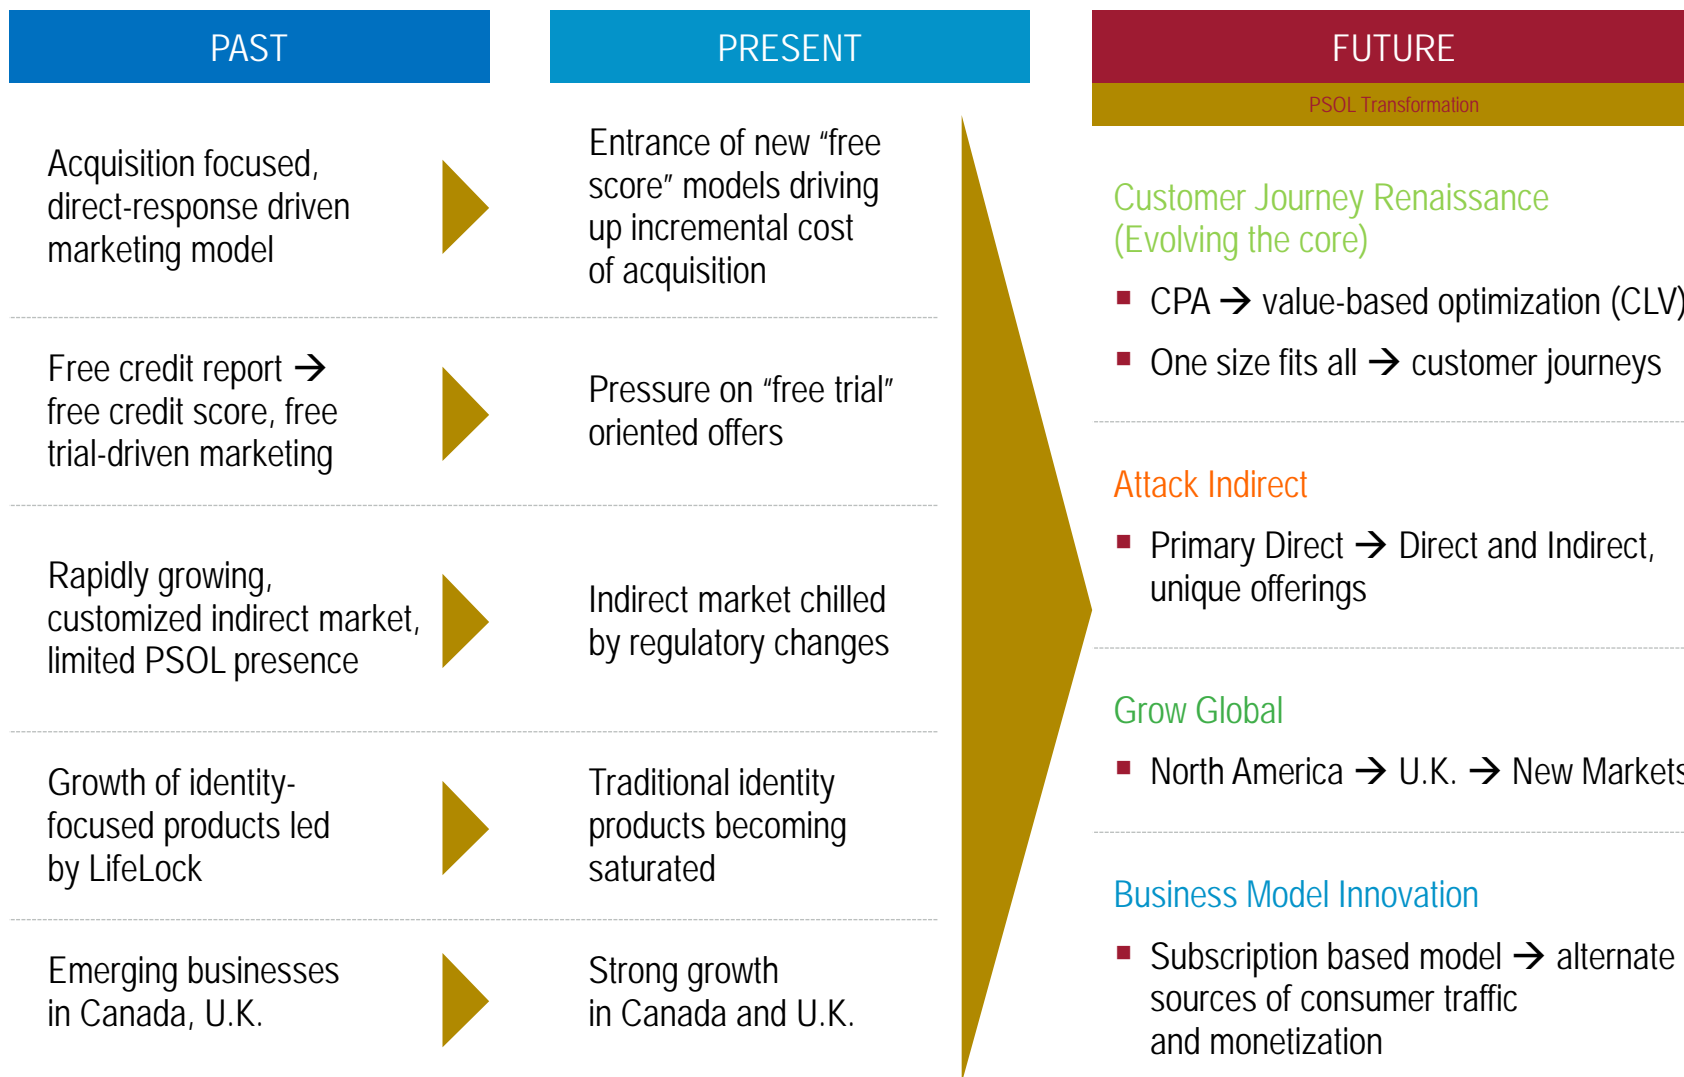 PAST
PRESENT
FUTURE
PSOL Transformation
Acquisition focused,
direct-response driven
marketing model
Entrance of new “free
score” models driving
up incremental cost
of acquisition
Free credit report →
free credit score, free
trial-driven marketing
Pressure on “free trial”
oriented offers
Rapidly growing,
customized indirect market,
limited PSOL presence
Indirect market chilled
by regulatory changes
Growth of identity-
focused products led
by LifeLock
Traditional identity
products becoming
saturated
Emerging businesses
in Canada, U.K.
Strong growth
in Canada and U.K.
Customer Journey Renaissance
(Evolving the core)
▪ CPA → value-based optimization (CLV)
▪ One size fits all → customer journeys
Attack Indirect
▪ Primary Direct → Direct and Indirect,
unique offerings
Grow Global
▪ North America → U.K. → New Markets
Business Model Innovation
▪ Subscription based model → alternate
sources of consumer traffic
and monetization